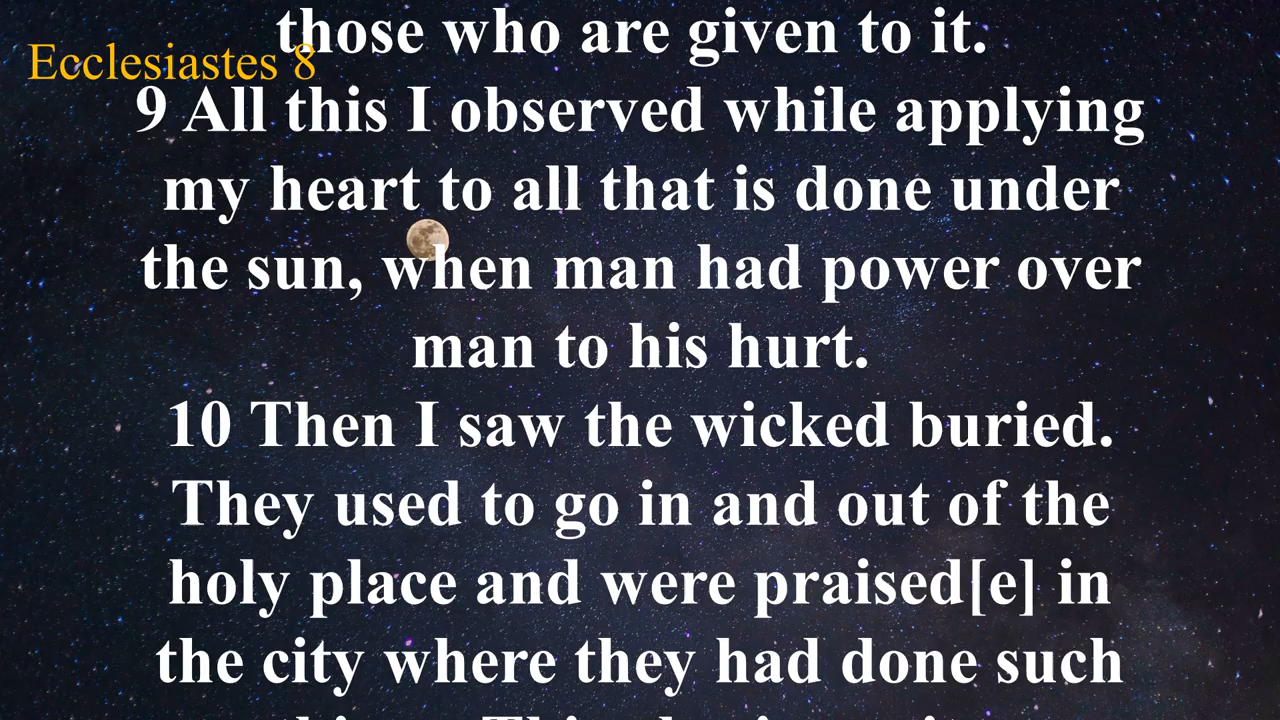 those who are given to it.
Ecclesiastes 8
9 All this I observed while applying
my heart to all that is done under
the sun, when man had power over
man to his hurt.
10 Then I saw the wicked buried.
They used to go in and out of the
holy place and were praised[e] in
the city where they had done such